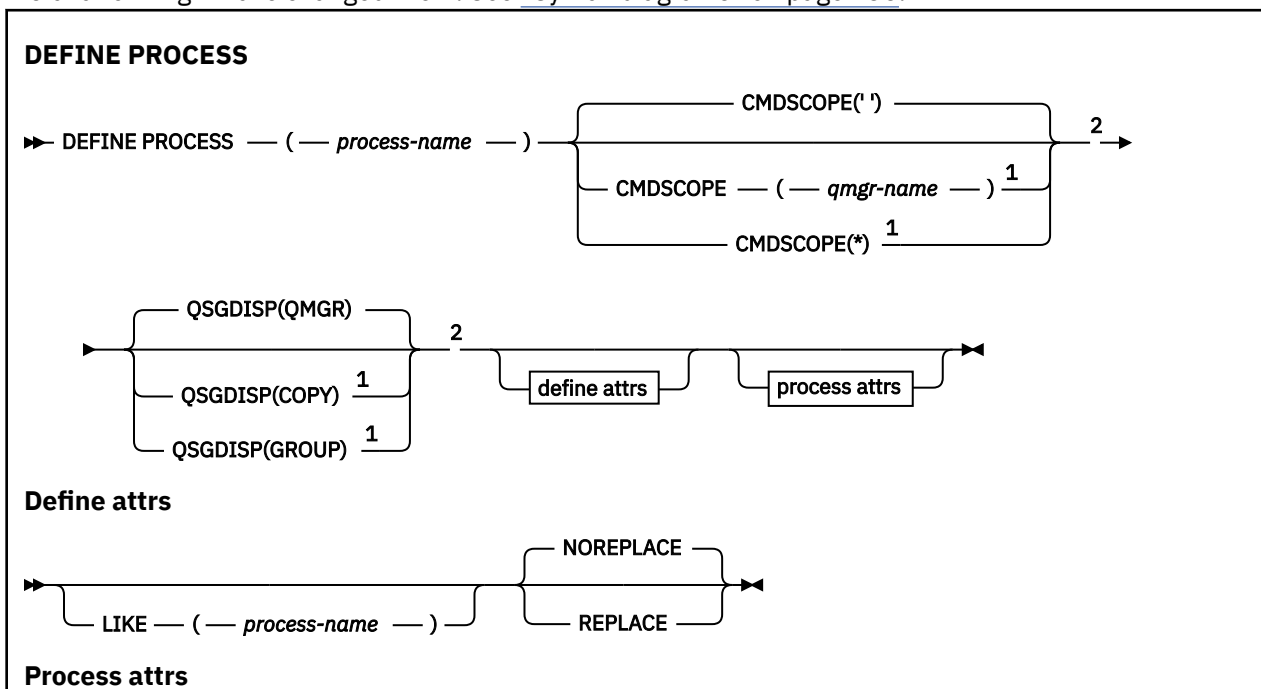 DEFINE PROCESS
CMDSCOPE(' ')
DEFINE PROCESS ( process-name ) 2
CMDSCOPE ( qmgr-name ) 1
CMDSCOPE(*) 1
QSGDISP(QMGR)
2
QSGDISP(COPY) 1
define attrs process attrs
QSGDISP(GROUP) 1
Define attrs
NOREPLACE
LIKE ( process-name ) REPLACE
Process attrs